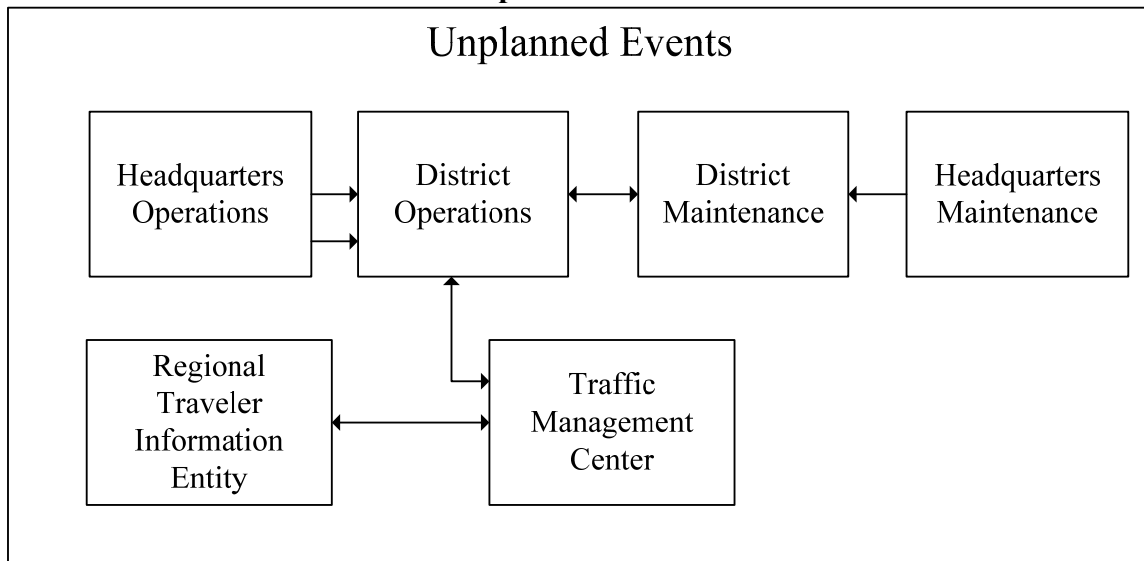 Unplanned Events
Headquarters
Operations
District
Operations
District
Maintenance
Headquarters
Maintenance
Regional
Traveler
Information
Entity
Traffic
Management
Center